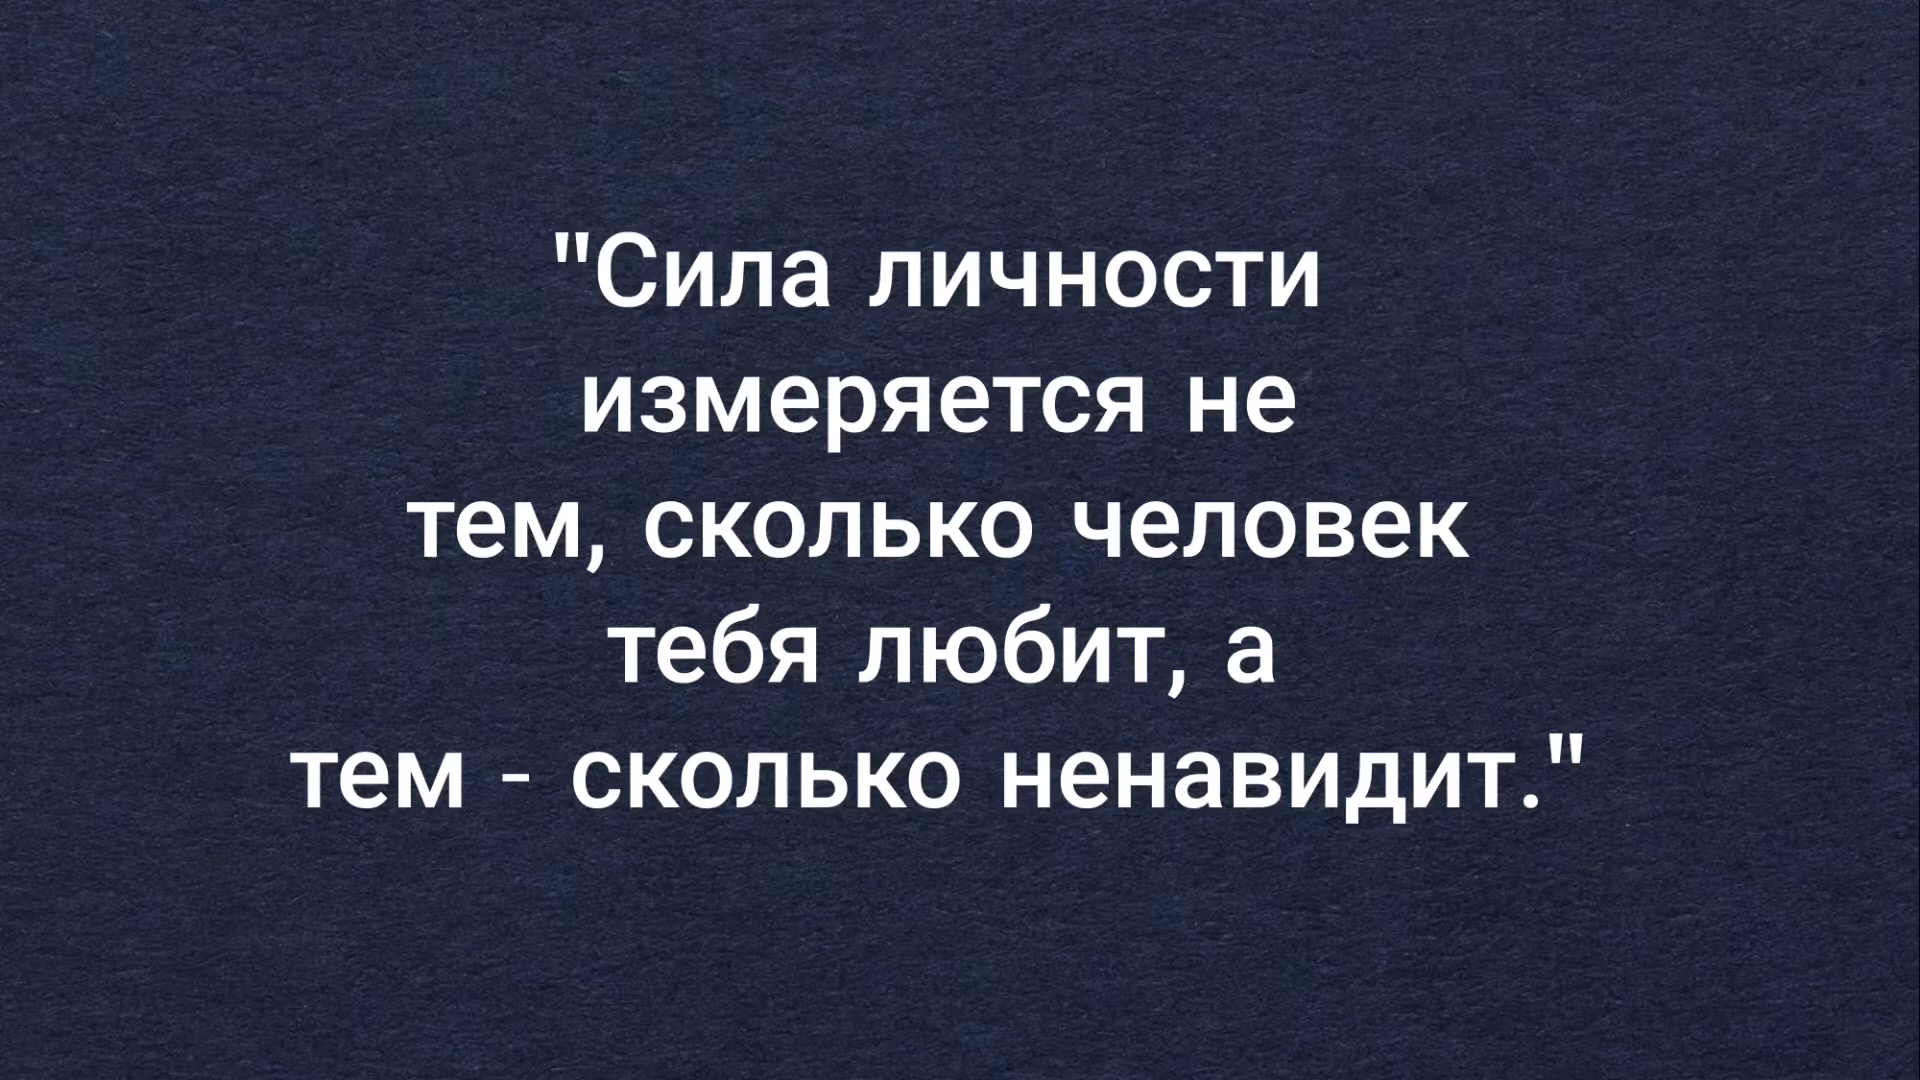 "Сила личности
измеряется не
тем, сколько человек
тебя любит, а
тем - сколько ненавидит."